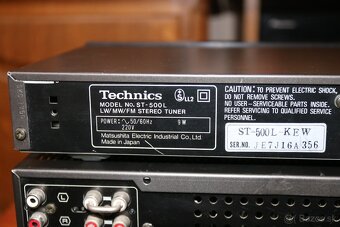 Technics
MODEL NO. ST-500L
LW/MW/FM STEREO TUNER
POWER: 50/60Hz 9W
220V
Matsushita Electric Industrial Co., Ltd.
Made in Japan
LL2
CAUTION: TO PREVENT ELECTRIC SHOCK,
DO NOT REMOVE SCREWS.
NO USER-SERVICEABLE PARTS INSIDE.
REFER SERVICING TO QUALIFIED SERVICE
PERSONNEL.
ST-500L-KEW
SER.NO. JE7J16A356
L
R